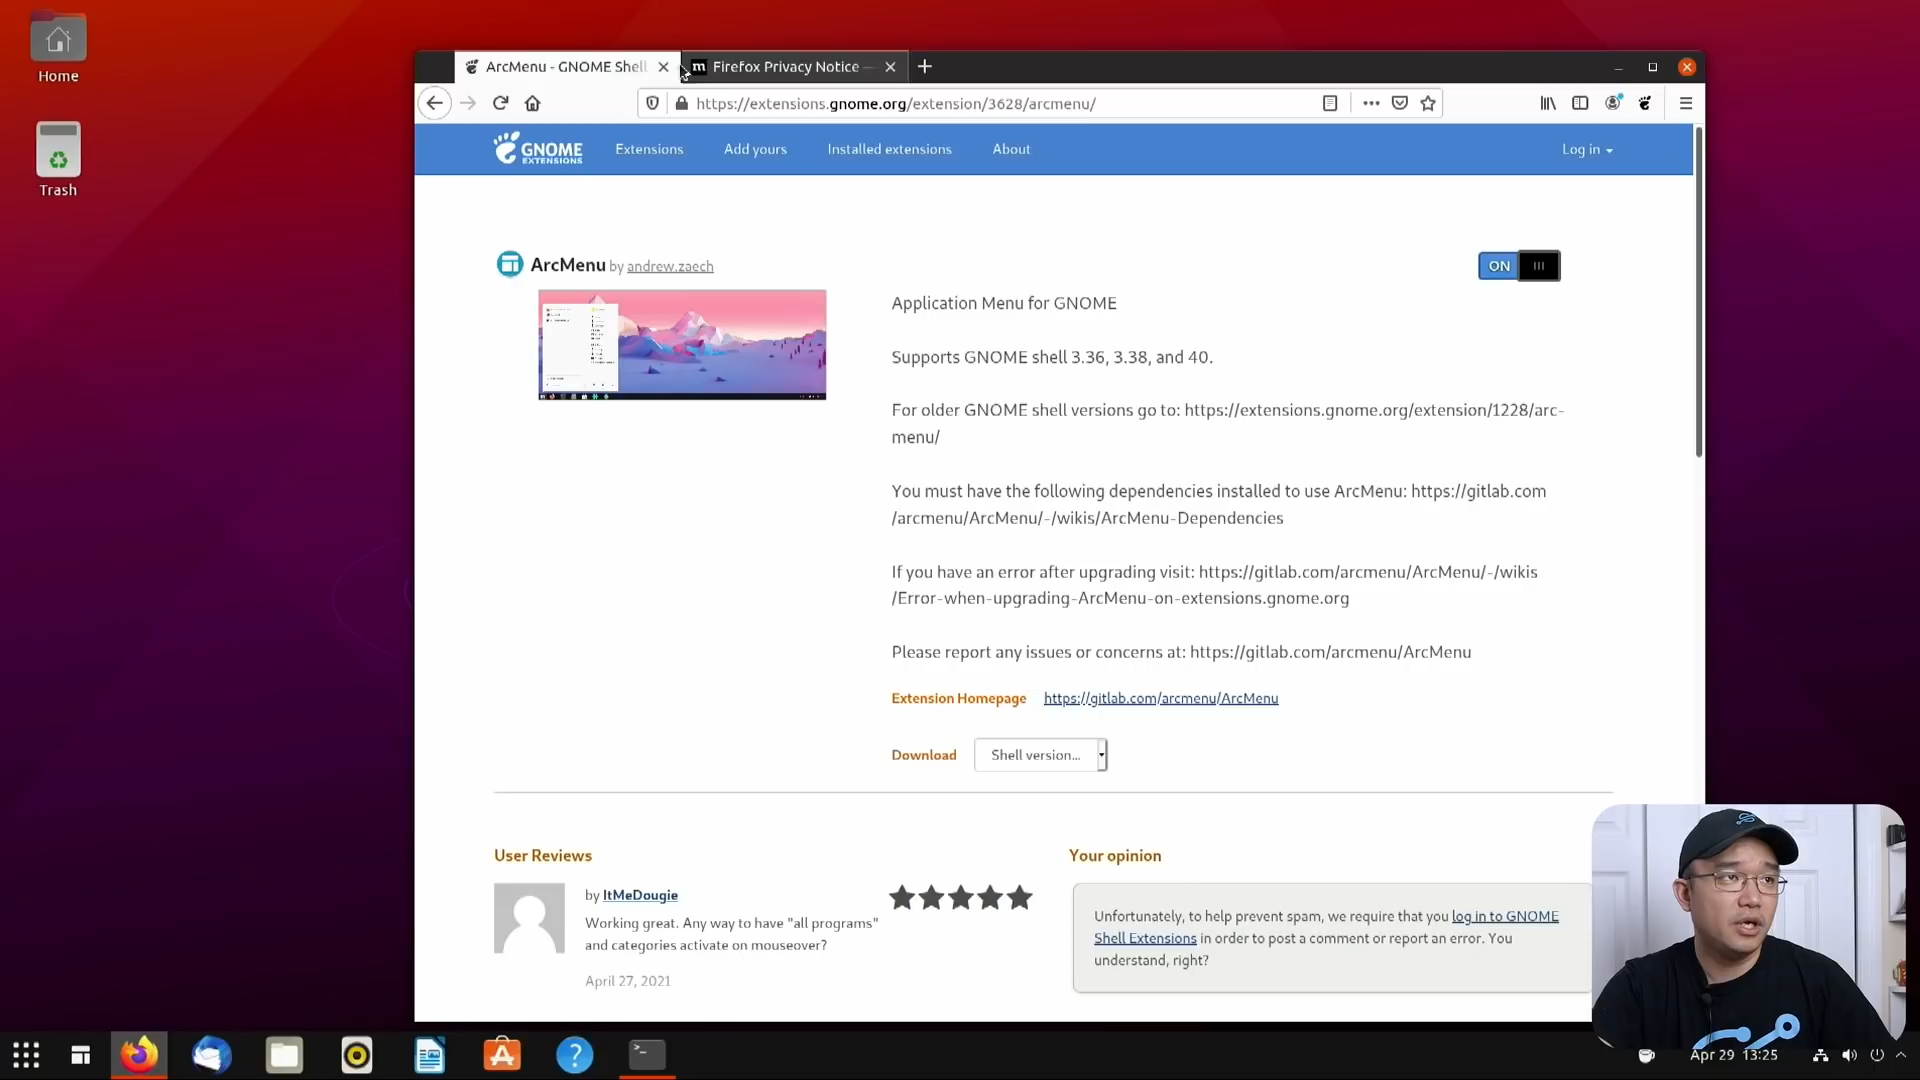 Home
Trash
ArcMenu - GNOME Shell
Firefox Privacy Notice
https://extensions.gnome.org/extension/3628/arcmenu/
GNOME
EXTENSIONS
Extensions
Add yours
Installed extensions
About
Log in
ArcMenu by andrew.zaech
ON
Application Menu for GNOME
Supports GNOME shell 3.36, 3.38, and 40.
For older GNOME shell versions go to: https://extensions.gnome.org/extension/1228/arc-
menu/
You must have the following dependencies installed to use ArcMenu: https://gitlab.com
/arcmenu/ArcMenu/-/wikis/ArcMenu-Dependencies
If you have an error after upgrading visit: https://gitlab.com/arcmenu/ArcMenu/-/wikis
/Error-when-upgrading-ArcMenu-on-extensions.gnome.org
Please report any issues or concerns at: https://gitlab.com/arcmenu/ArcMenu
Extension Homepage https://gitlab.com/arcmenu/ArcMenu
Download Shell version...
User Reviews
by ItMeDougie
Working great. Any way to have "all programs"
and categories activate on mouseover?
April 27, 2021
Your opinion
Unfortunately, to help prevent spam, we require that you log in to GNOME
Shell Extensions in order to post a comment or report an error. You
understand, right?
Apr 29 13:25